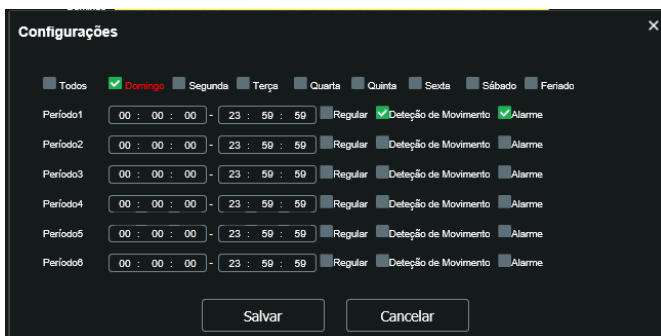 Configurações
Todos Domingo Segunda Terça Quarta Quinta Sexta Sábado Feriado
Período1 00 : 00 : 00 - 23 : 59 : 59 Regular Deteção de Movimento Alarme
Período2 00 : 00 : 00 - 23 : 59 : 59 Regular Deteção de Movimento Alarme
Período3 00 : 00 : 00 - 23 : 59 : 59 Regular Deteção de Movimento Alarme
Período4 00 : 00 : 00 - 23 : 59 : 59 Regular Deteção de Movimento Alarme
Período5 00 : 00 : 00 - 23 : 59 : 59 Regular Deteção de Movimento Alarme
Período6 00 : 00 : 00 - 23 : 59 : 59 Regular Deteção de Movimento Alarme
Salvar Cancelar